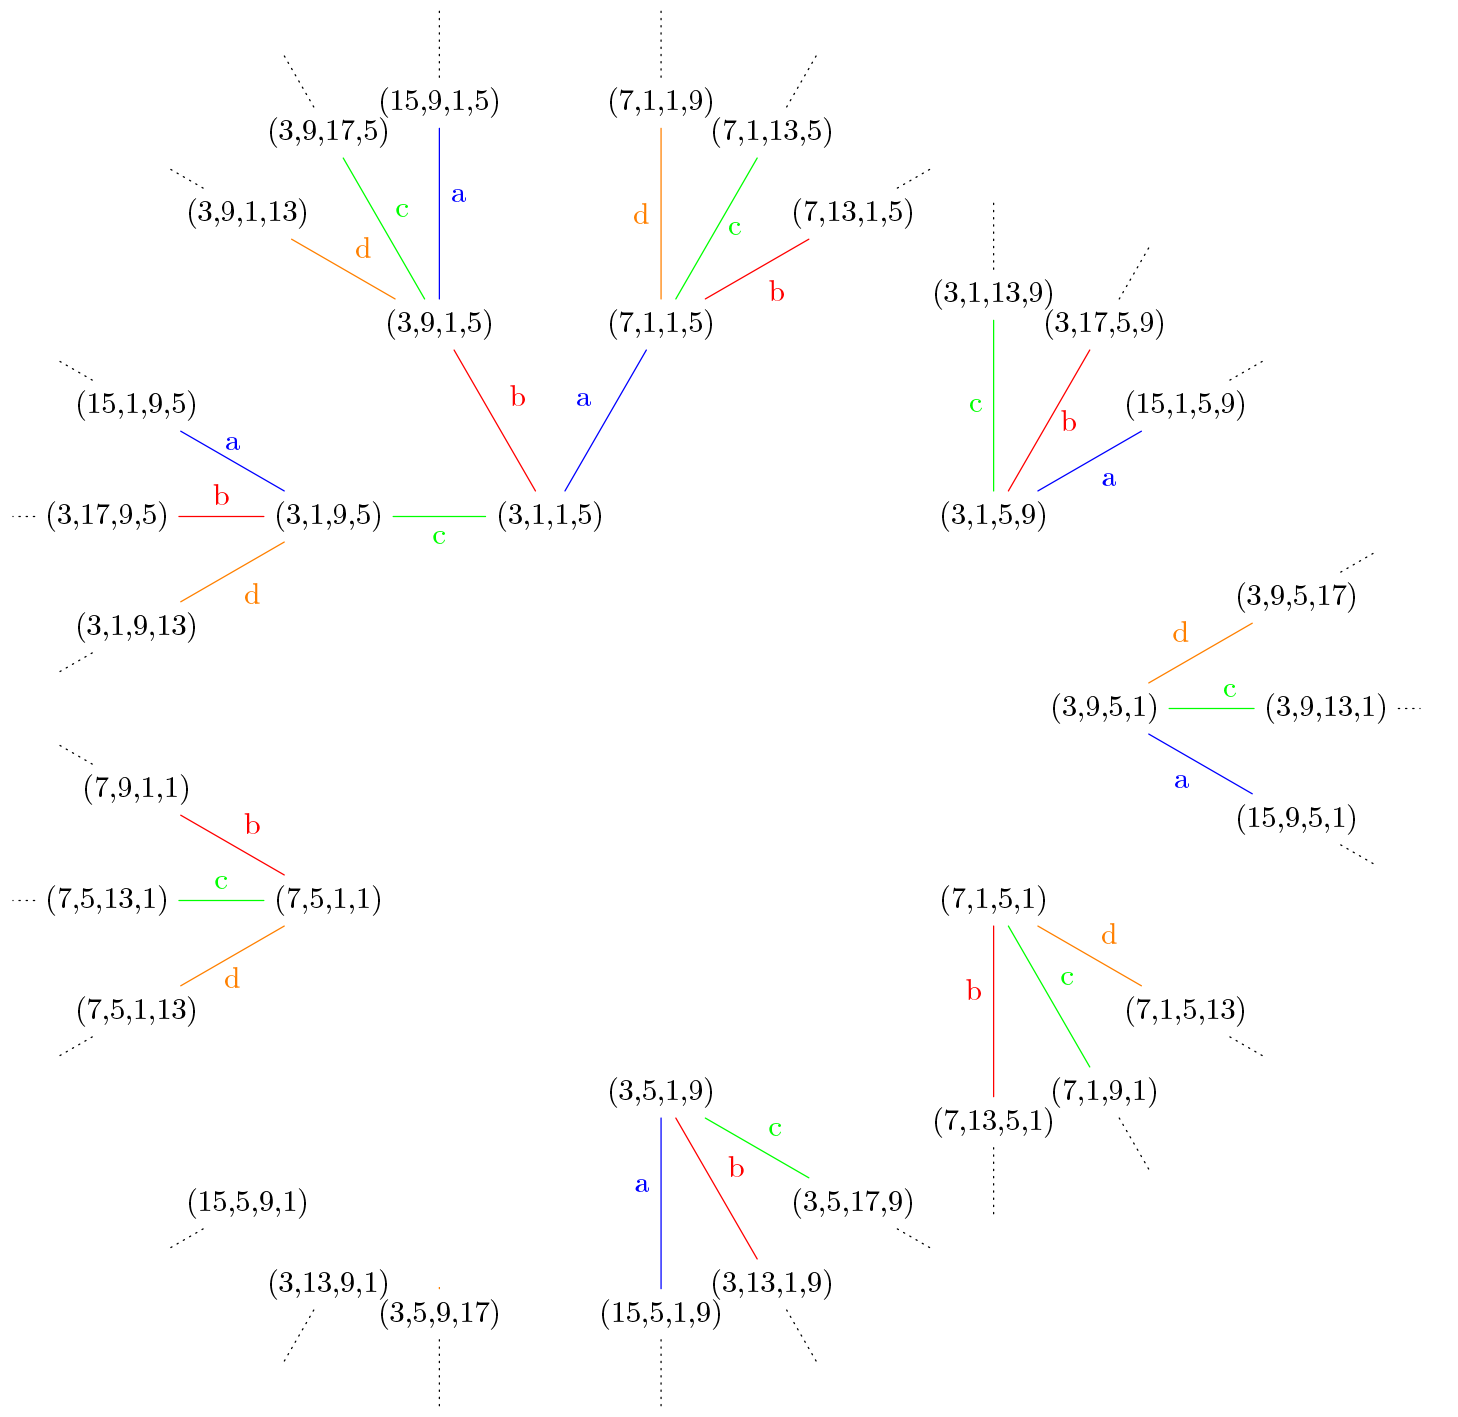 (15,9,1,5)
(7,1,1,9)
(3,9,17,5)
(7,1,13,5)
a
c
(3,9,1,13)
d
(7,13,1,5)
c
d
b
(3,1,13,9)
(3,9,1,5)
(7,1,1,5)
(3,17,5,9)
b
a
(15,1,9,5)
c
(15,1,5,9)
b
a
a
b
(3,17,9,5)
(3,1,9,5)
(3,1,1,5)
(3,1,5,9)
c
d
(3,9,5,17)
(3,1,9,13)
d
c
(3,9,5,1)
(3,9,13,1)
a
(7,9,1,1)
b
(15,9,5,1)
c
(7,5,13,1)
(7,5,1,1)
(7,1,5,1)
d
d
c
b
(7,5,1,13)
(7,1,5,13)
(3,5,1,9)
(7,1,9,1)
c
(7,13,5,1)
b
a
(15,5,9,1)
(3,5,17,9)
(3,13,9,1)
(3,13,1,9)
(3,5,9,17)
(15,5,1,9)